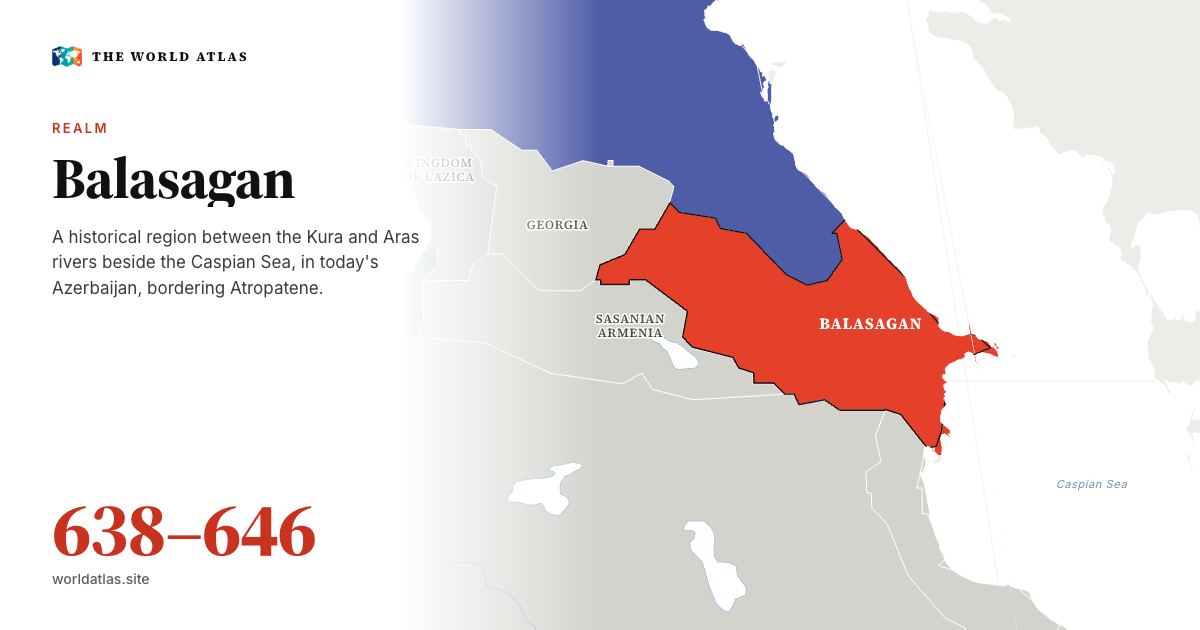 THE WORLD ATLAS
REALM
Balasagan
A historical region between the Kura and Aras
rivers beside the Caspian Sea, in today's
Azerbaijan, bordering Atropatene.
638–646
worldatlas.site
KINGDOM
OF LAZICA
GEORGIA
SASANIAN
ARMENIA
BALASAGAN
Caspian Sea